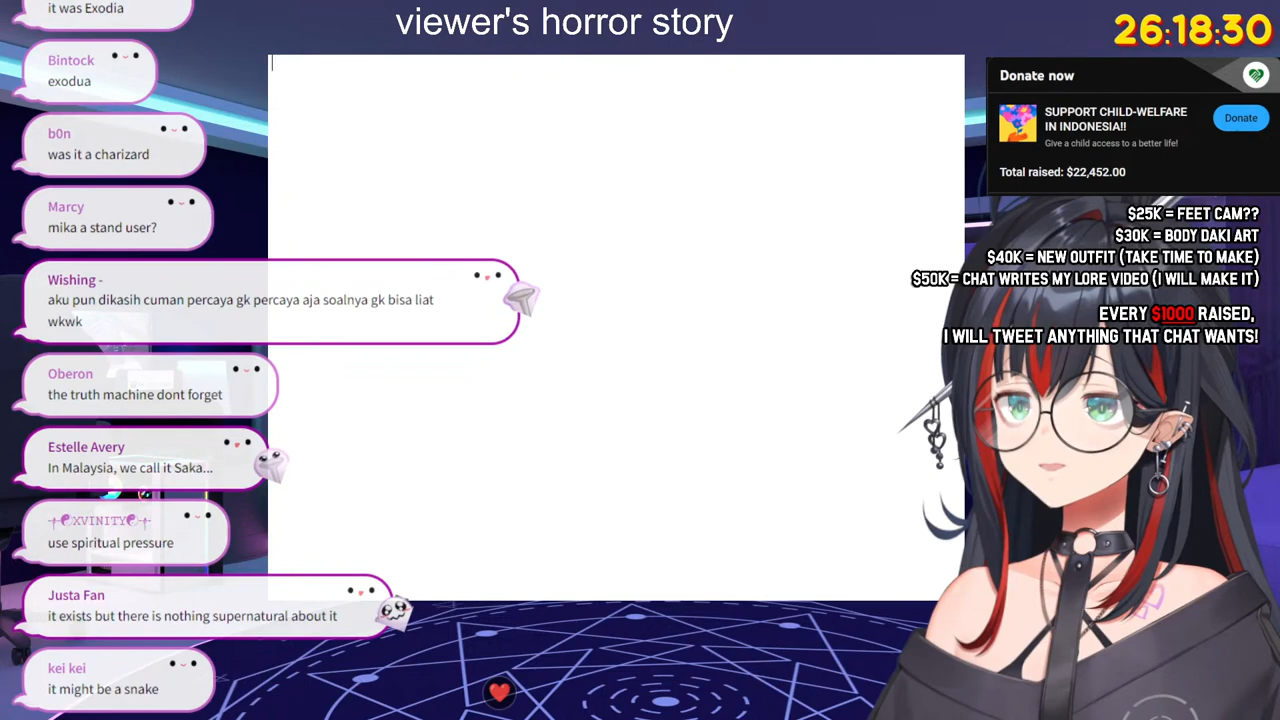 it was Exodia
Bintock
exodua
b0n
was it a charizard
Marcy
mika a stand user?
Wishing -
aku pun dikasih cuman percaya gk percaya aja soalnya gk bisa liat
wkwk
Oberon
the truth machine dont forget
Estelle Avery
In Malaysia, we call it Saka...
-╬☯XVINITY☯╬-
use spiritual pressure
Justa Fan
it exists but there is nothing supernatural about it
kei kei
it might be a snake
viewer's horror story
26:18:30
Donate now
SUPPORT CHILD-WELFARE
IN INDONESIA!!
Give a child access to a better life!
Donate
Total raised: $22,452.00
$25K = FEET CAM??
$30K = BODY DAKI ART
$40K = NEW OUTFIT (TAKE TIME TO MAKE)
$50K = CHAT WRITES MY LORE VIDEO (I WILL MAKE IT)
EVERY $1000 RAISED,
I WILL TWEET ANYTHING THAT CHAT WANTS!